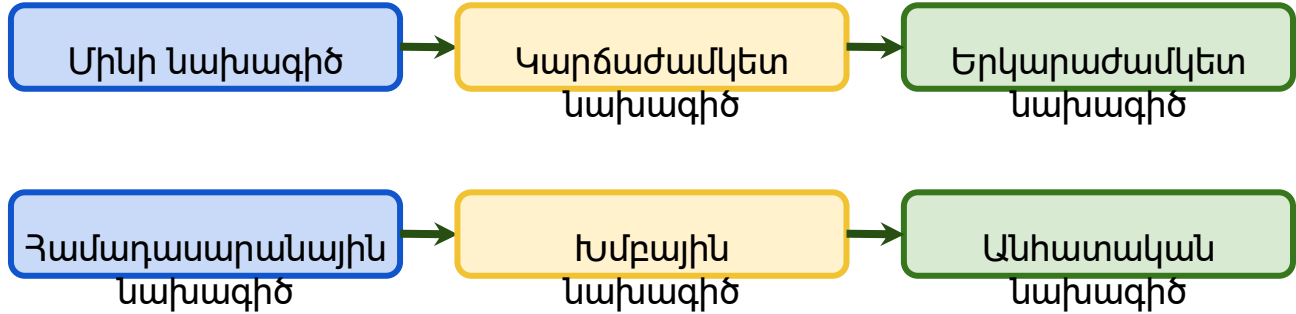 Մինի նախագիծ
Կարճաժամկետ
նախագիծ
Երկարաժամկետ
նախագիծ
Համադասարանային
նախագիծ
Խմբային
նախագիծ
Անհատական
նախագիծ